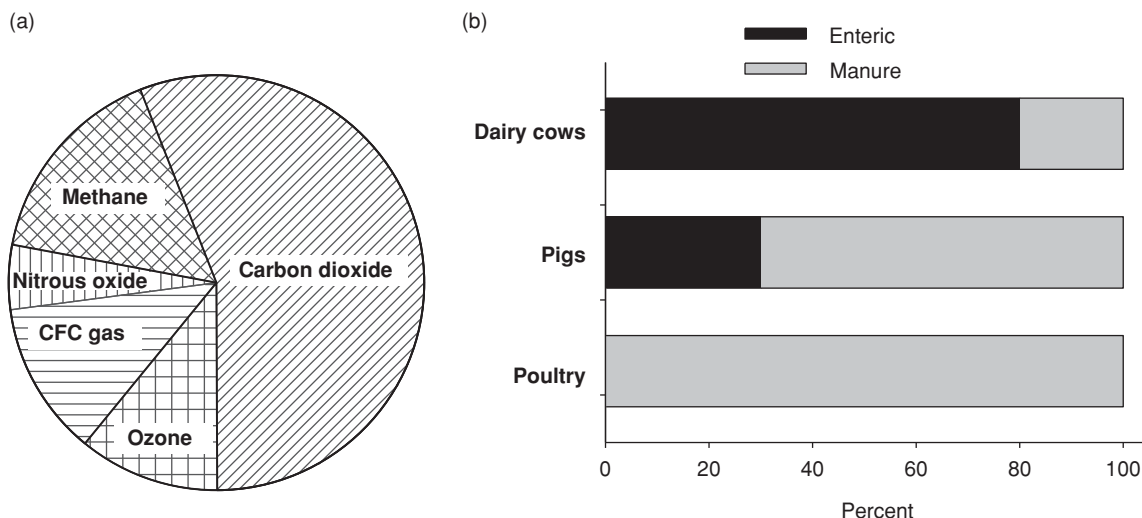 (a)
Methane
Nitrous oxide
CFC gas
Ozone
Carbon dioxide
(b)
Enteric
Manure
Dairy cows
Pigs
Poultry
0 20 40 60 80 100
Percent